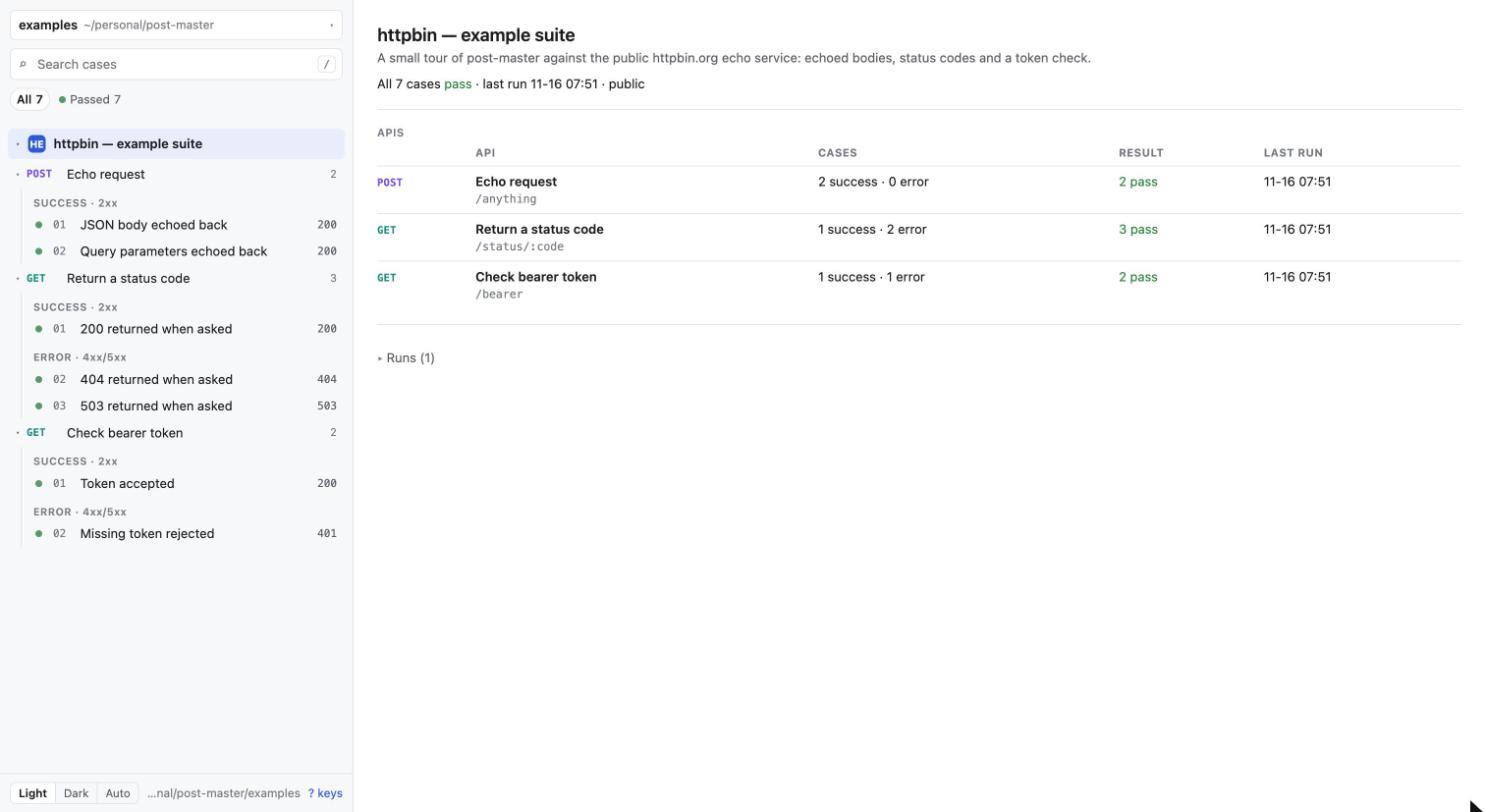 examples ~/personal/post-master
Search cases /
All 7 Passed 7
HE httpbin — example suite
POST Echo request 2
SUCCESS · 2xx
01 JSON body echoed back 200
02 Query parameters echoed back 200
GET Return a status code 3
SUCCESS · 2xx
01 200 returned when asked 200
ERROR · 4xx/5xx
02 404 returned when asked 404
03 503 returned when asked 503
GET Check bearer token 2
SUCCESS · 2xx
01 Token accepted 200
ERROR · 4xx/5xx
02 Missing token rejected 401
Light Dark Auto ...nal/post-master/examples ? keys
httpbin — example suite
A small tour of post-master against the public httpbin.org echo service: echoed bodies, status codes and a token check.
All 7 cases pass · last run 11-16 07:51 · public
APIS
API CASES RESULT LAST RUN
POST Echo request 2 success · 0 error 2 pass 11-16 07:51
/anything
GET Return a status code 1 success · 2 error 3 pass 11-16 07:51
/status/:code
GET Check bearer token 1 success · 1 error 2 pass 11-16 07:51
/bearer
Runs (1)